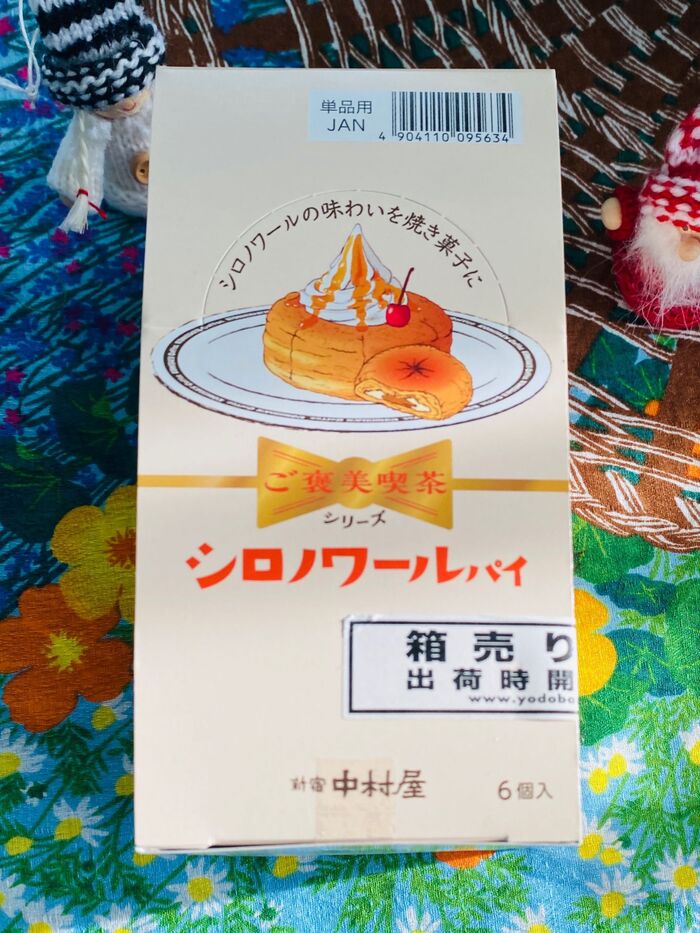 単品用
JAN
4 904110 095634
シロノワールの味わいを焼き菓子に
ご褒美喫茶
シリーズ
シロノワールパイ
箱売り
出荷時開
www.yodoba
新宿 中村屋
6個入